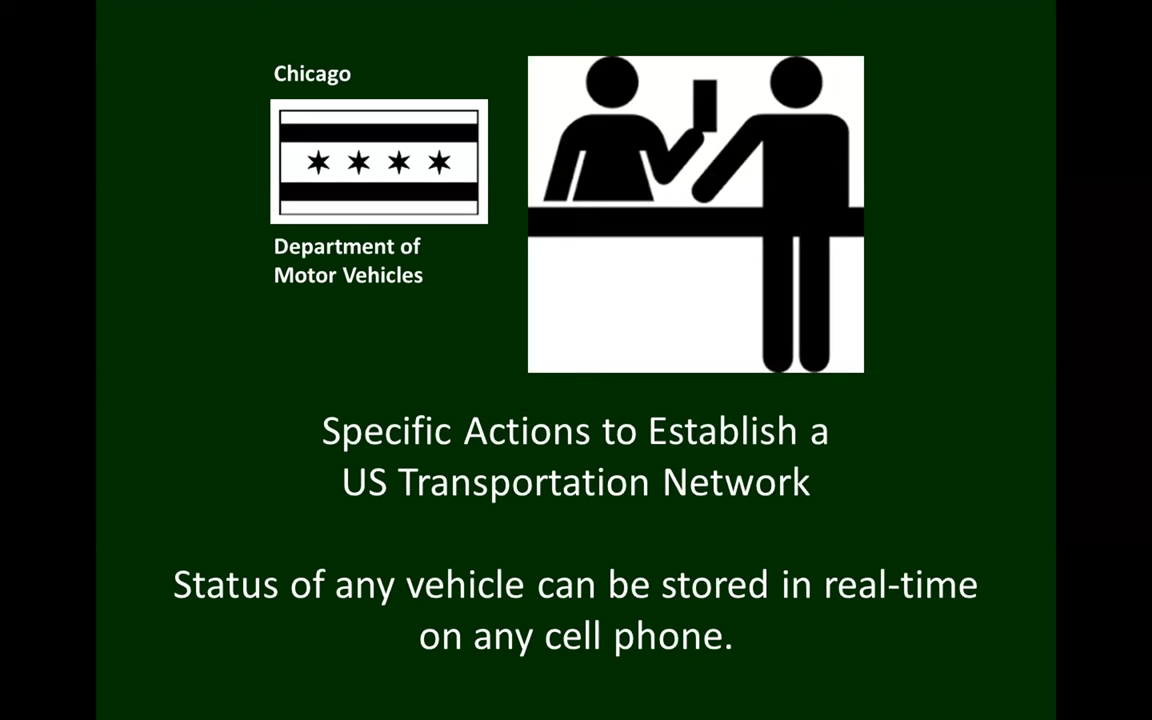 Chicago
Department of
Motor Vehicles
Specific Actions to Establish a
US Transportation Network
Status of any vehicle can be stored in real-time
on any cell phone.